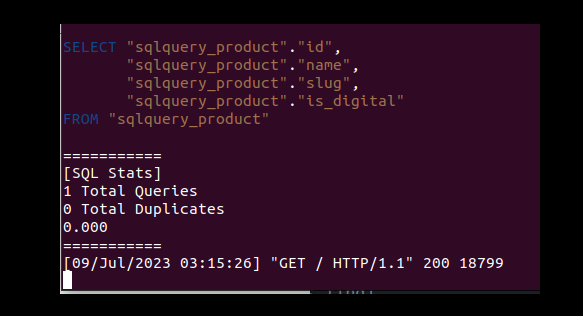 SELECT "sqlquery_product"."id",
"sqlquery_product"."name",
"sqlquery_product"."slug",
"sqlquery_product"."is_digital"
FROM "sqlquery_product"
===========
[SQL Stats]
1 Total Queries
0 Total Duplicates
0.000
===========
[09/Jul/2023 03:15:26] "GET / HTTP/1.1" 200 18799